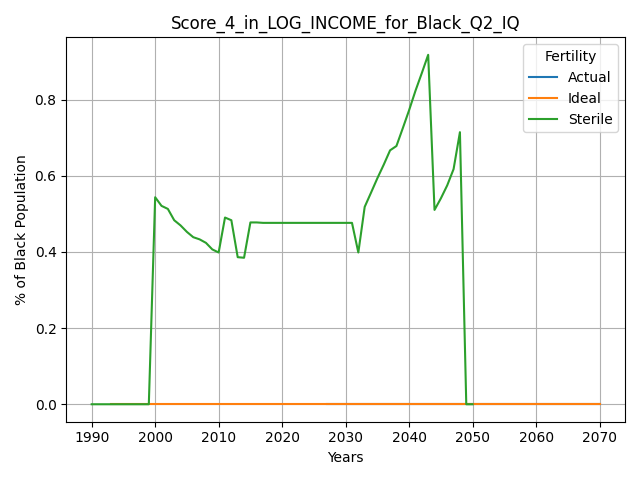 Score_4_in_LOG_INCOME_for_Black_Q2_IQ
Fertility
Actual
Ideal
Sterile
% of Black Population
0.8
0.6
0.4
0.2
0.0
1990 2000 2010 2020 2030 2040 2050 2060 2070
Years